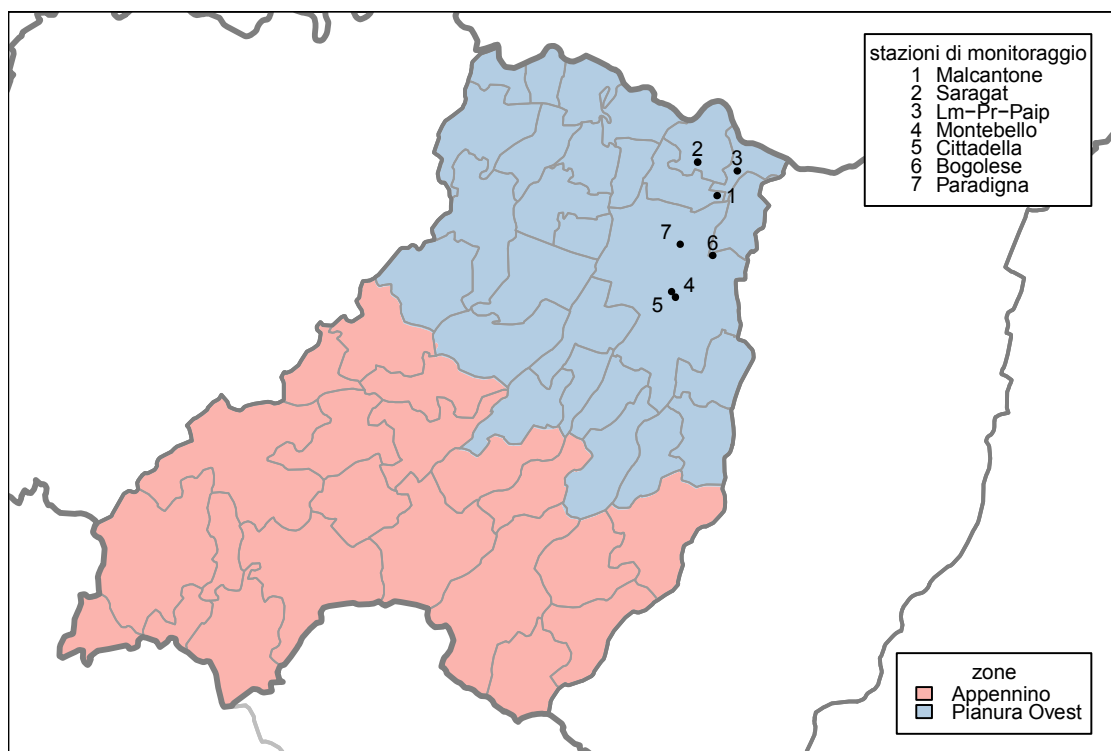 stazioni di monitoraggio
1 Malcantone
2 Saragat
3 Lm−Pr−Paip
4 Montebello
5 Cittadella
6 Bogolese
7 Paradigna
2
3
1
7
6
4
5
zone
Appennino
Pianura Ovest